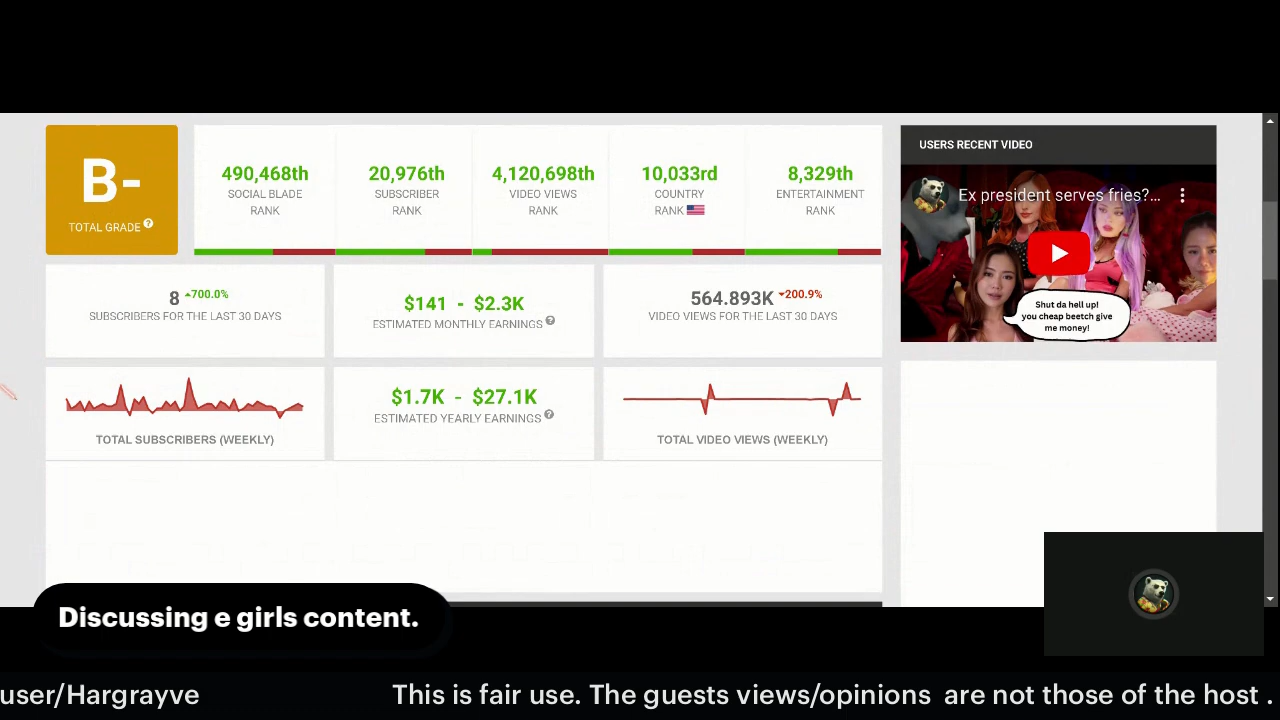 B-
TOTAL GRADE
490,468th
SOCIAL BLADE
RANK
20,976th
SUBSCRIBER
RANK
4,120,698th
VIDEO VIEWS
RANK
10,033rd
COUNTRY
RANK
8,329th
ENTERTAINMENT
RANK
8 700.0%
SUBSCRIBERS FOR THE LAST 30 DAYS
$141 - $2.3K
ESTIMATED MONTHLY EARNINGS ?
564.893K 200.9%
VIDEO VIEWS FOR THE LAST 30 DAYS
TOTAL SUBSCRIBERS (WEEKLY)
$1.7K - $27.1K
ESTIMATED YEARLY EARNINGS ?
TOTAL VIDEO VIEWS (WEEKLY)
USERS RECENT VIDEO
Ex president serves fries?...
Shut da hell up!
you cheap beetch give
me money!
Discussing e girls content.
user/Hargrayve This is fair use. The guests views/opinions are not those of the host .